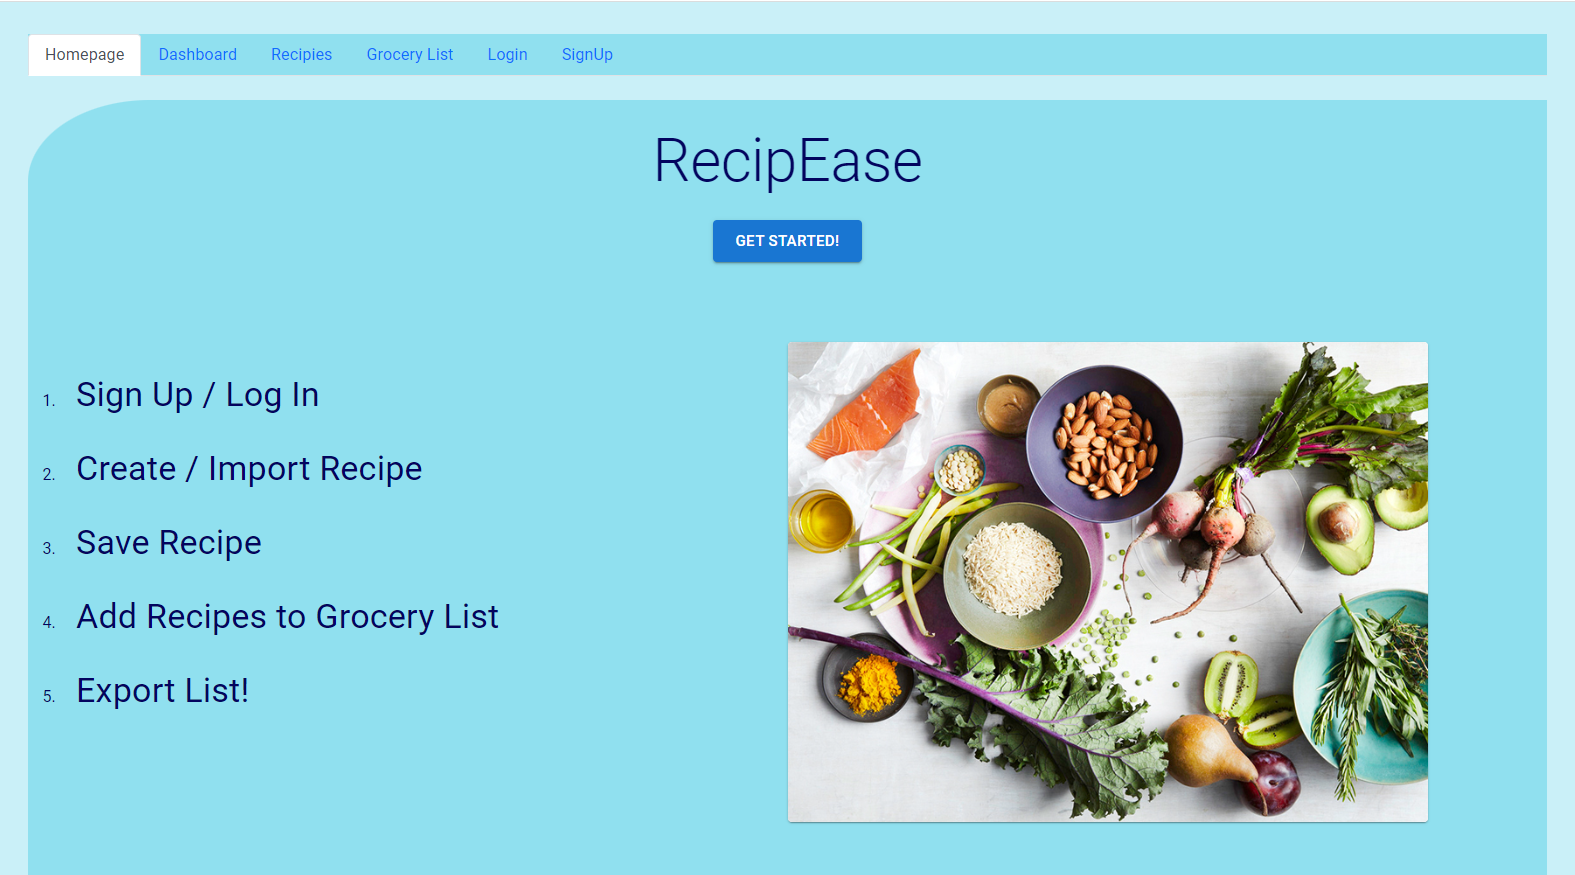 Homepage Dashboard Recipies Grocery List Login SignUp
RecipEase
GET STARTED!
1. Sign Up / Log In
2. Create / Import Recipe
3. Save Recipe
4. Add Recipes to Grocery List
5. Export List!